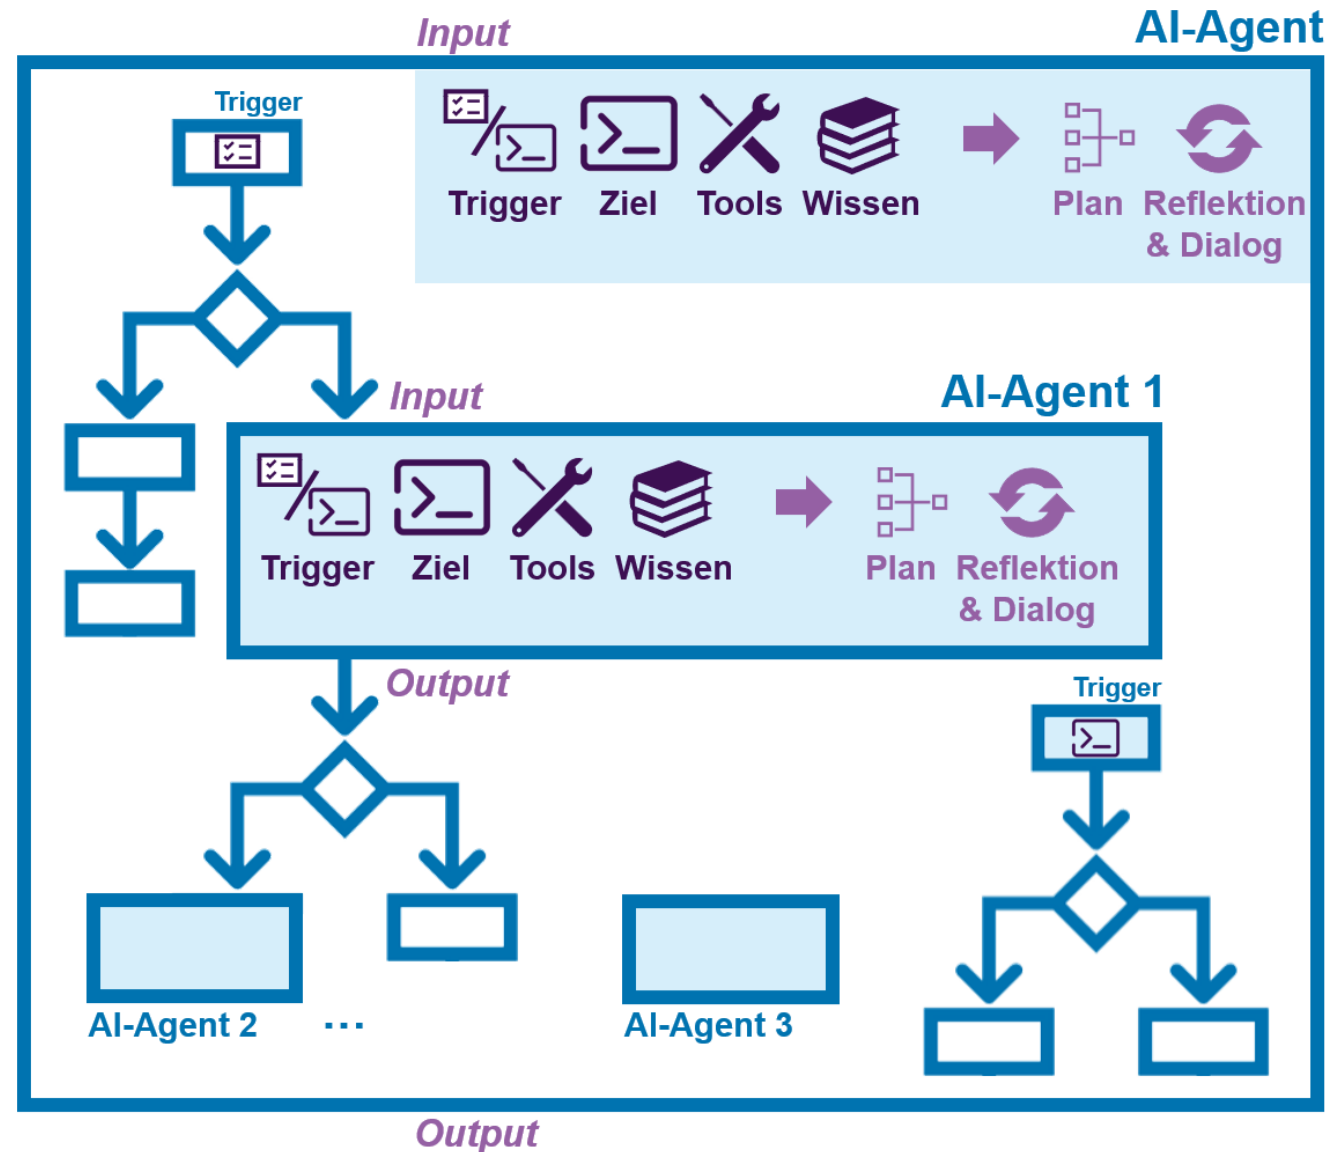 Input
AI-Agent
Trigger
Trigger Ziel Tools Wissen Plan Reflektion
& Dialog
Input
AI-Agent 1
Trigger Ziel Tools Wissen Plan Reflektion
& Dialog
Output
Trigger
AI-Agent 2 ...
AI-Agent 3
Output